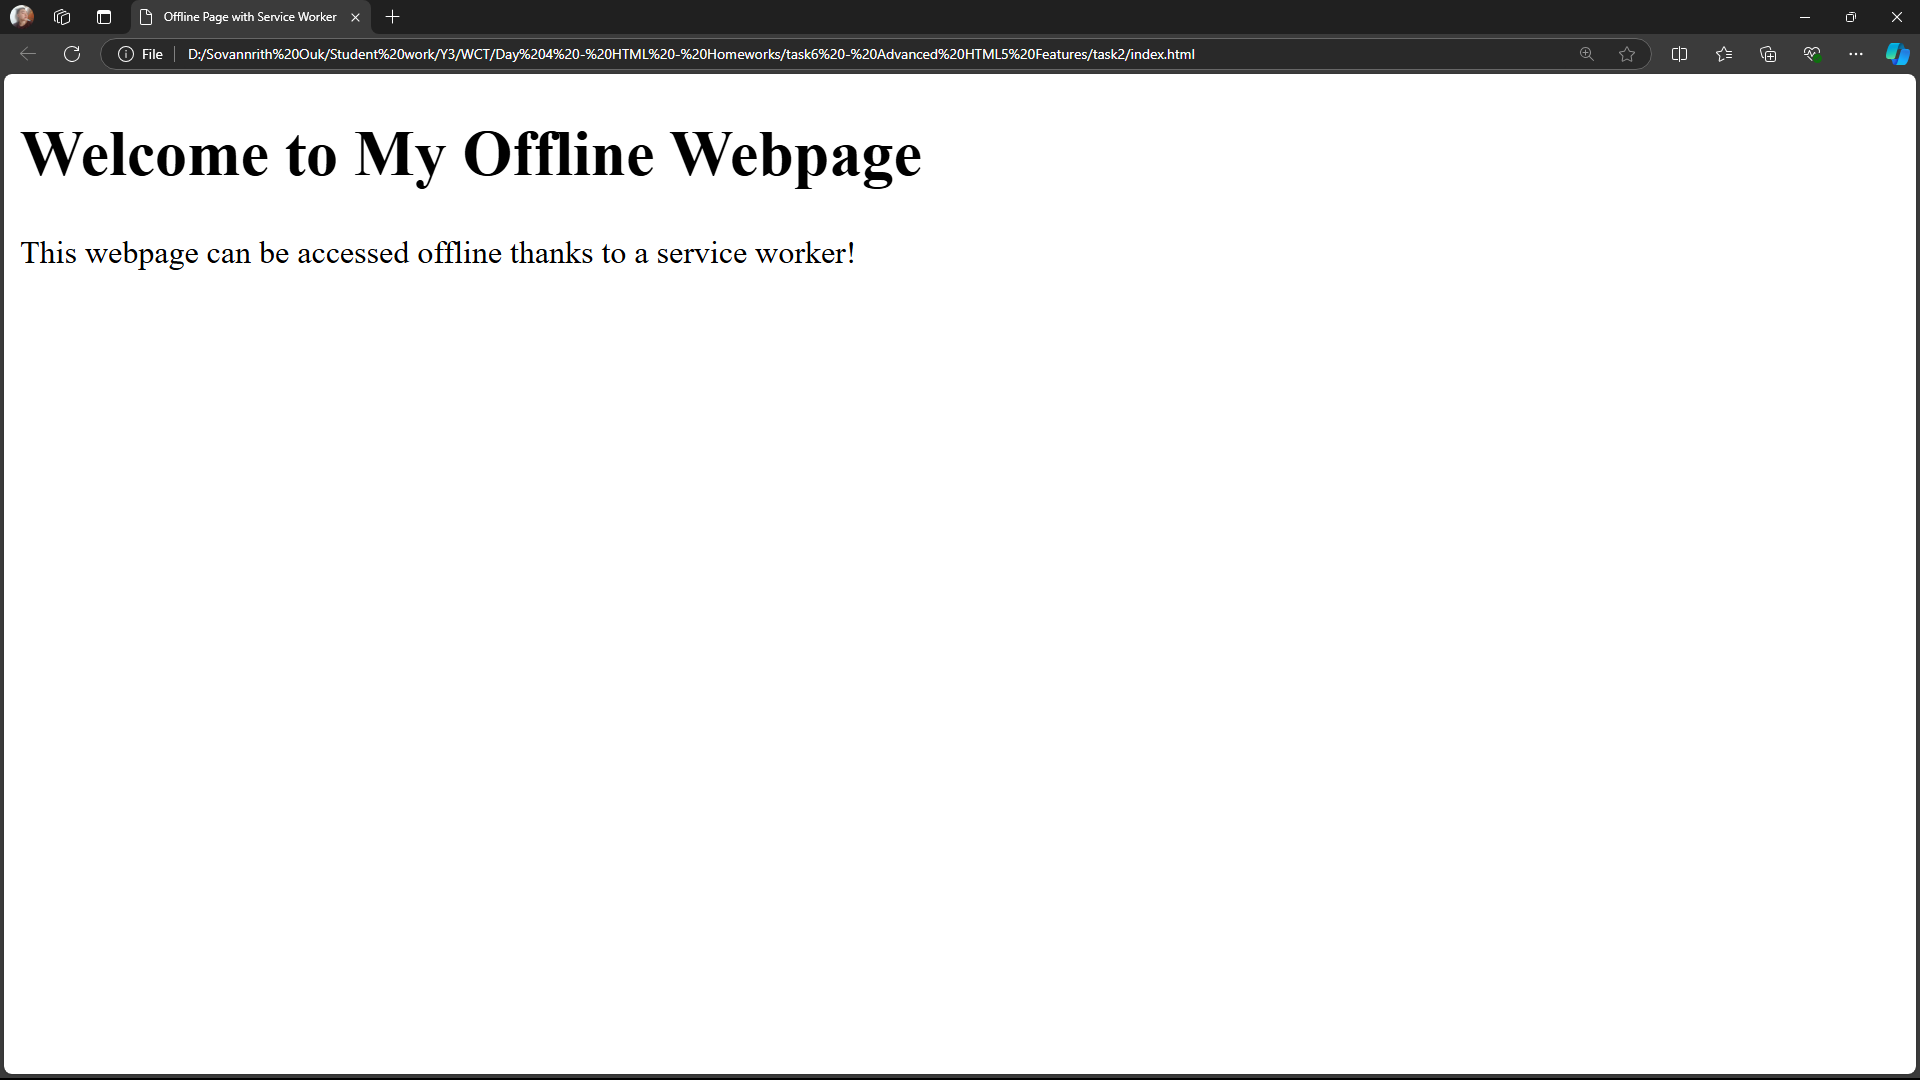 Offline Page with Service Worker
File
D:/Sovannrith%20Ouk/Student%20work/Y3/WCT/Day%204%20-%20HTML%20-%20Homeworks/task6%20-%20Advanced%20HTML5%20Features/task2/index.html
Welcome to My Offline Webpage
This webpage can be accessed offline thanks to a service worker!